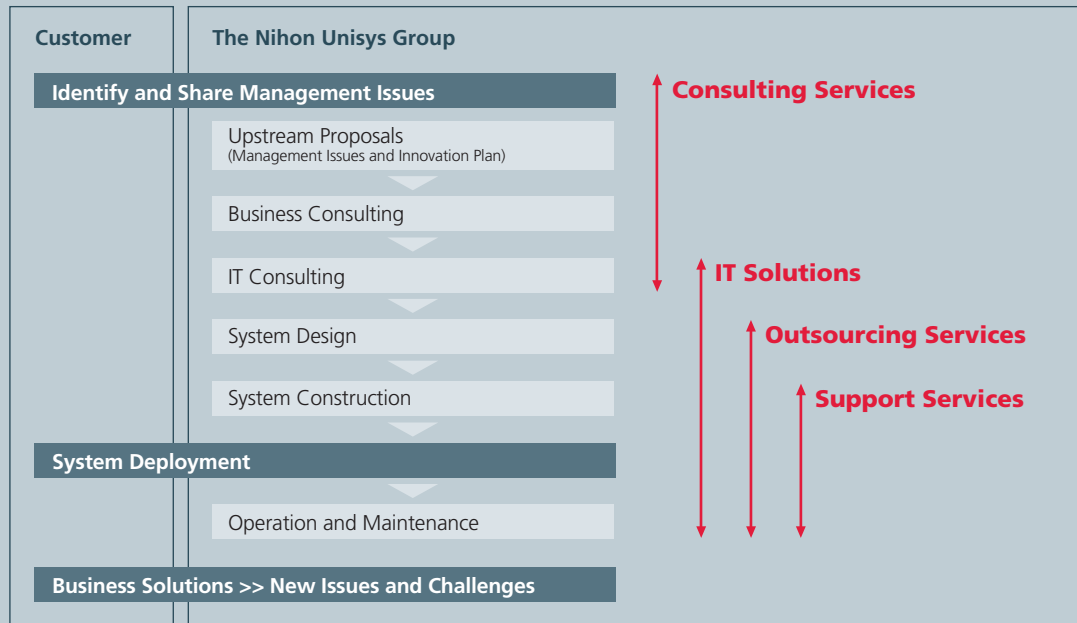 Customer
The Nihon Unisys Group
Identify and Share Management Issues
Consulting Services
Upstream Proposals
(Management Issues and Innovation Plan)
Business Consulting
IT Consulting
IT Solutions
System Design
Outsourcing Services
System Construction
Support Services
System Deployment
Operation and Maintenance
Business Solutions >> New Issues and Challenges